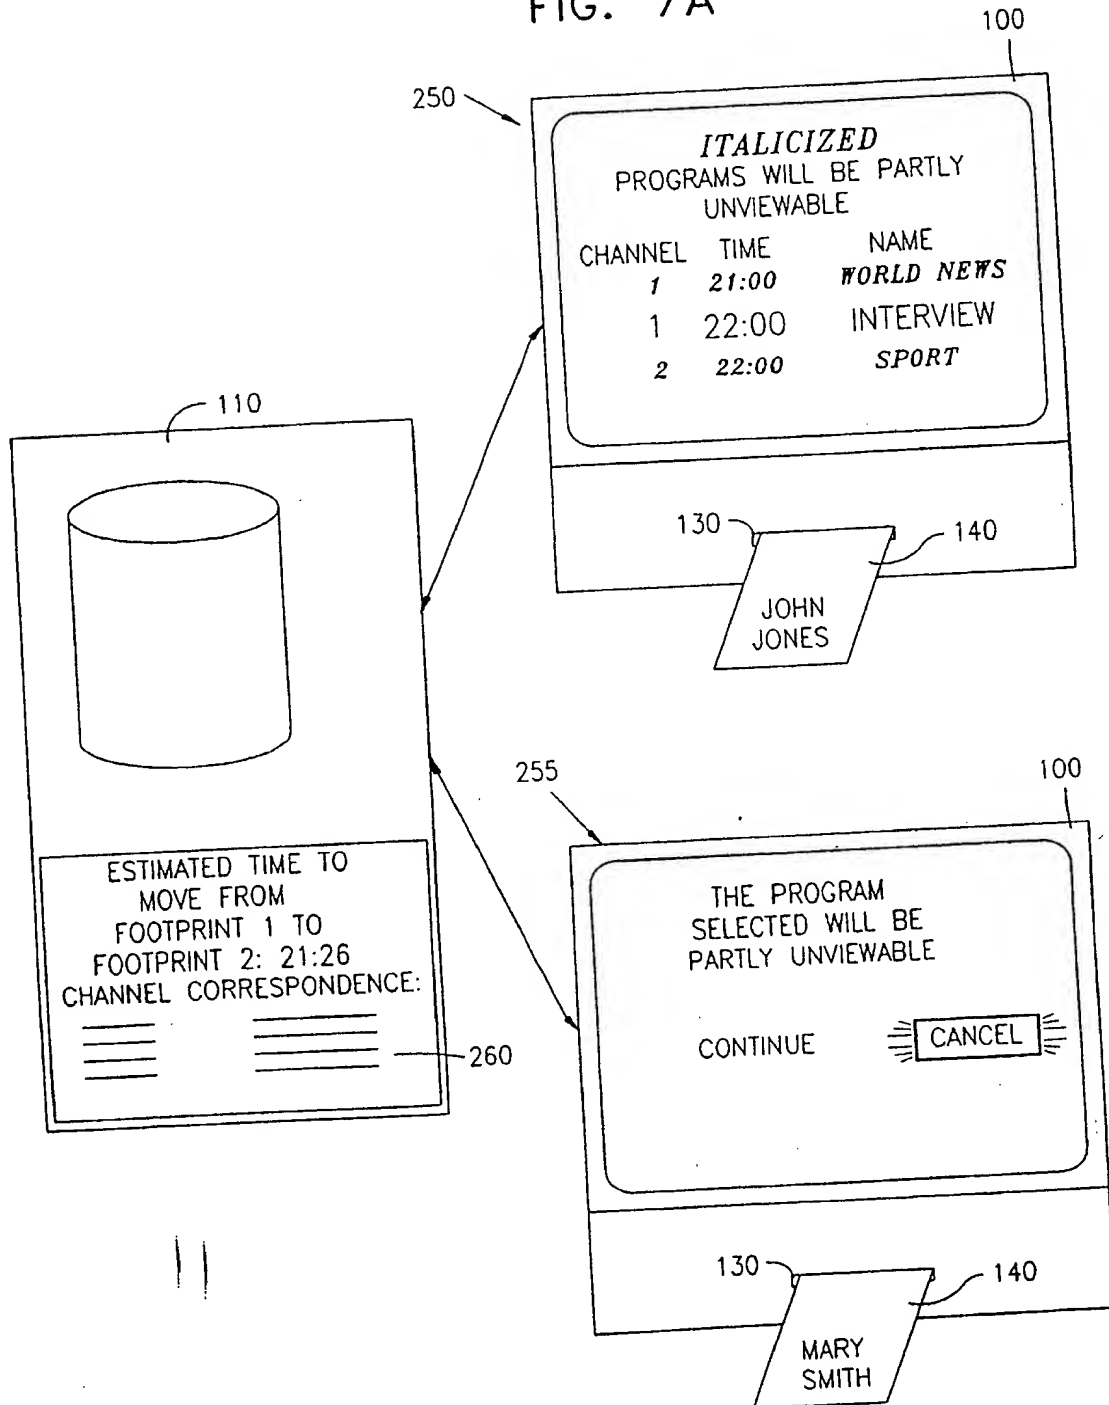 FIG. 7A
100
250
ITALICIZED
PROGRAMS WILL BE PARTLY
UNVIEWABLE
CHANNEL TIME NAME
1 21:00 WORLD NEWS
1 22:00 INTERVIEW
2 22:00 SPORT
110
130
140
JOHN
JONES
255
100
ESTIMATED TIME TO
MOVE FROM
FOOTPRINT 1 TO
FOOTPRINT 2: 21:26
CHANNEL CORRESPONDENCE:
260
THE PROGRAM
SELECTED WILL BE
PARTLY UNVIEWABLE
CONTINUE CANCEL
130
140
MARY
SMITH